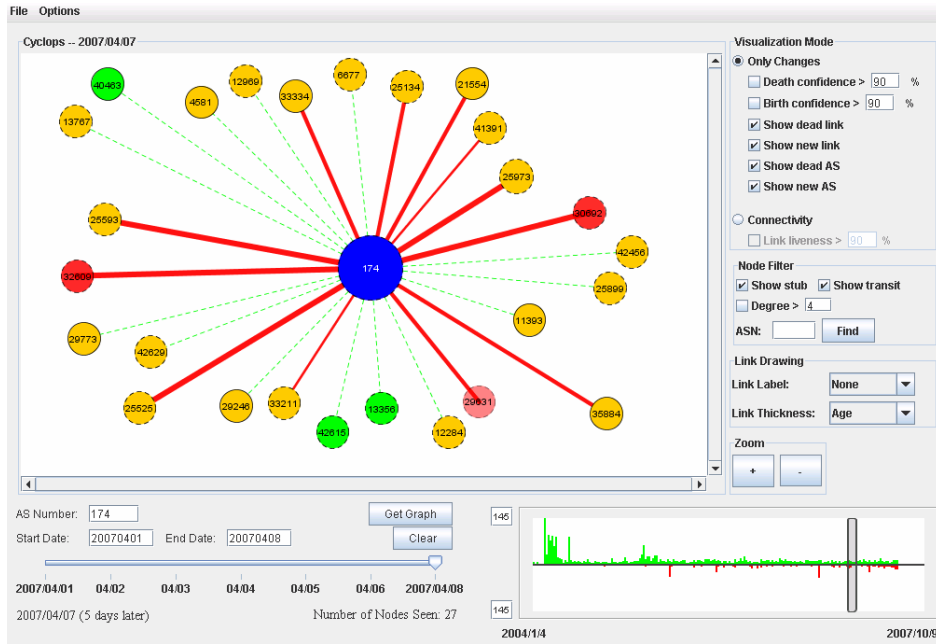 File Options
Cyclops -- 2007/04/07
40463
12969
6677
13767
4581
33334
25134
21554
41391
25973
30692
25593
174
42456
32609
25899
11393
29773
42629
25525
29246
33211
42615
13356
12284
29631
35884
Visualization Mode
Only Changes
Death confidence > 90 %
Birth confidence > 90 %
Show dead link
Show new link
Show dead AS
Show new AS
Connectivity
Link liveness > 90 %
Node Filter
Show stub Show transit
Degree > 4
ASN: Find
Link Drawing
Link Label: None
Link Thickness: Age
Zoom
+ -
AS Number: 174 Get Graph
Start Date: 20070401 End Date: 20070408 Clear
2007/04/01 04/02 04/03 04/04 04/05 04/06 2007/04/08
2007/04/07 (5 days later) Number of Nodes Seen: 27
145
145
2004/1/4 2007/10/9